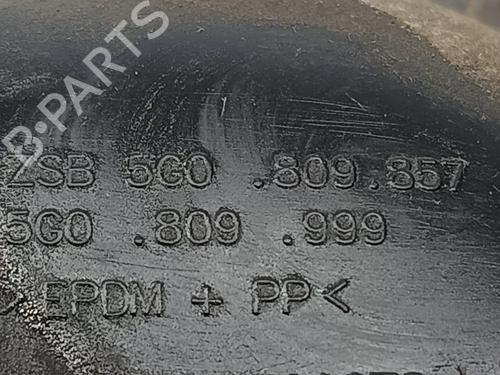 B-PARTS
ZSB 5G0 .809.857
5G0 .809 .999
>EPDM + PP<